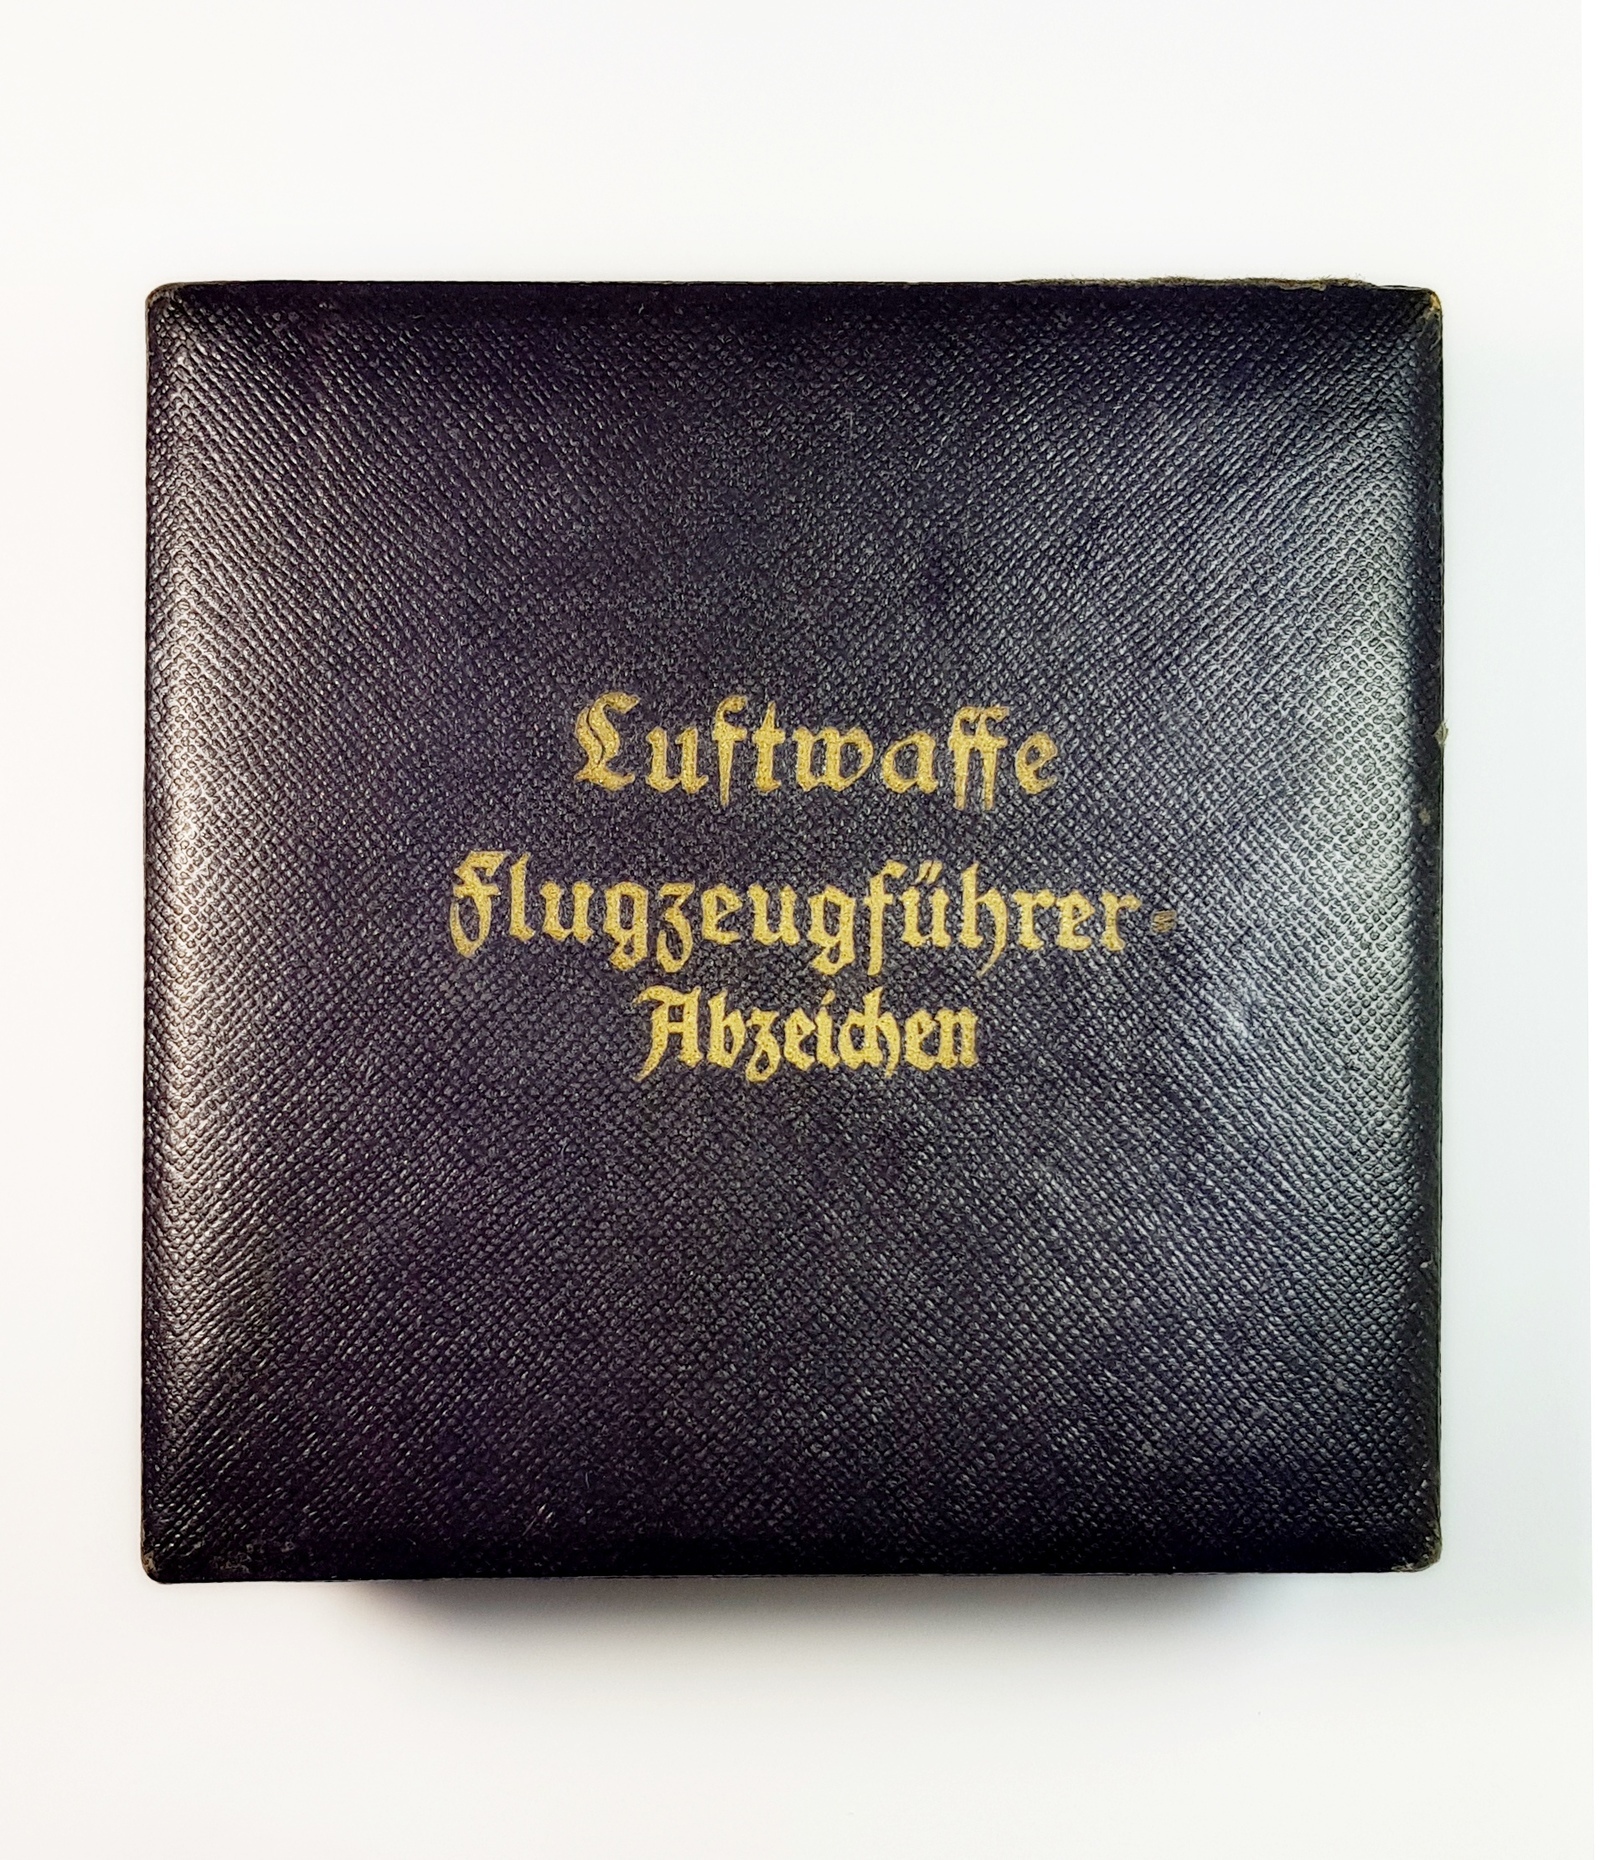 Luftwaffe
Flugzeugführer-
Abzeichen